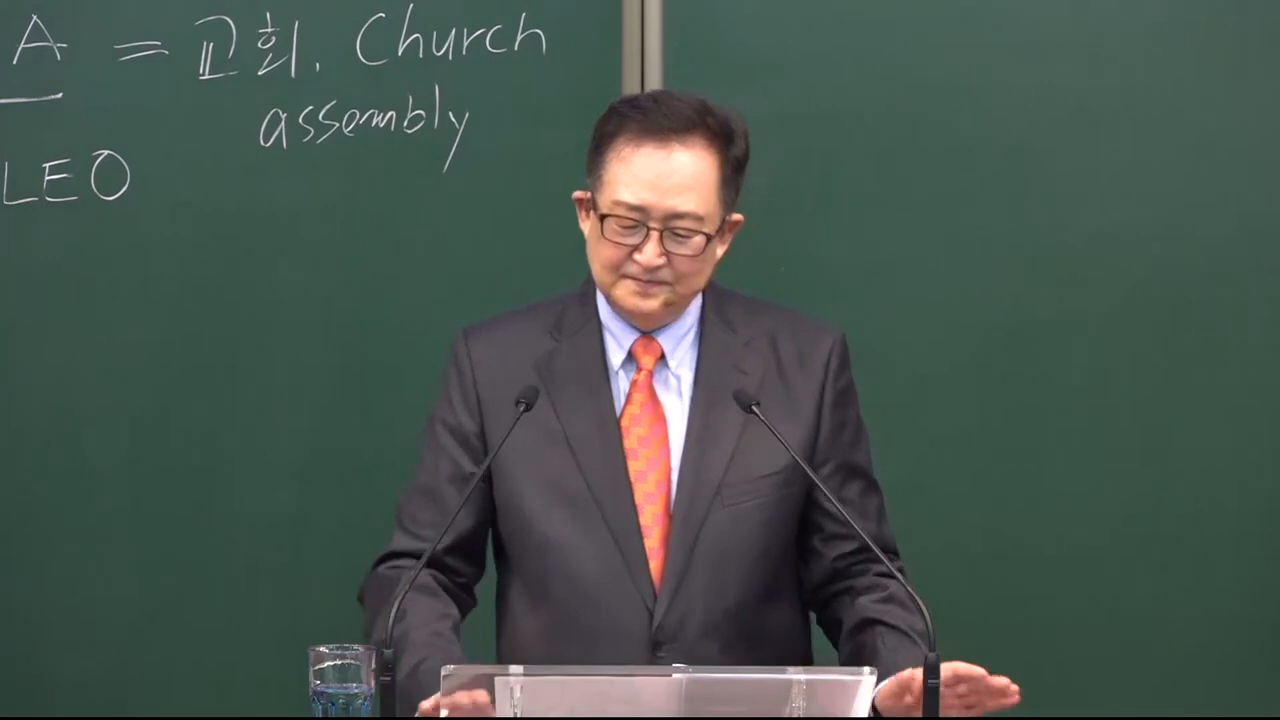 A = 교회. Church
assembly
LEO